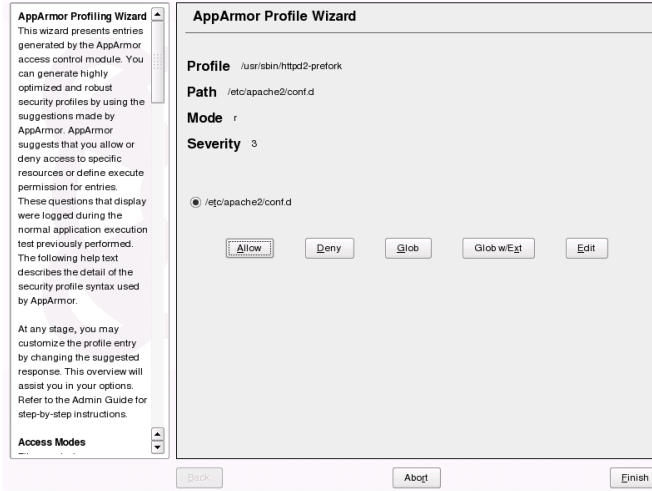 AppArmor Profiling Wizard
This wizard presents entries
generated by the AppArmor
access control module. You
can generate highly
optimized and robust
security profiles by using the
suggestions made by
AppArmor. AppArmor
suggests that you allow or
deny access to specific
resources or define execute
permission for entries.
These questions that display
were logged during the
normal application execution
test previously performed.
The following help text
describes the detail of the
security profile syntax used
by AppArmor.
At any stage, you may
customize the profile entry
by changing the suggested
response. This overview will
assist you in your options.
Refer to the Admin Guide for
step-by-step instructions.
Access Modes
AppArmor Profile Wizard
Profile /usr/sbin/httpd2-prefork
Path /etc/apache2/conf.d
Mode r
Severity 3
/etc/apache2/conf.d
Allow Deny Glob Glob w/Ext Edit
Back Abort Finish